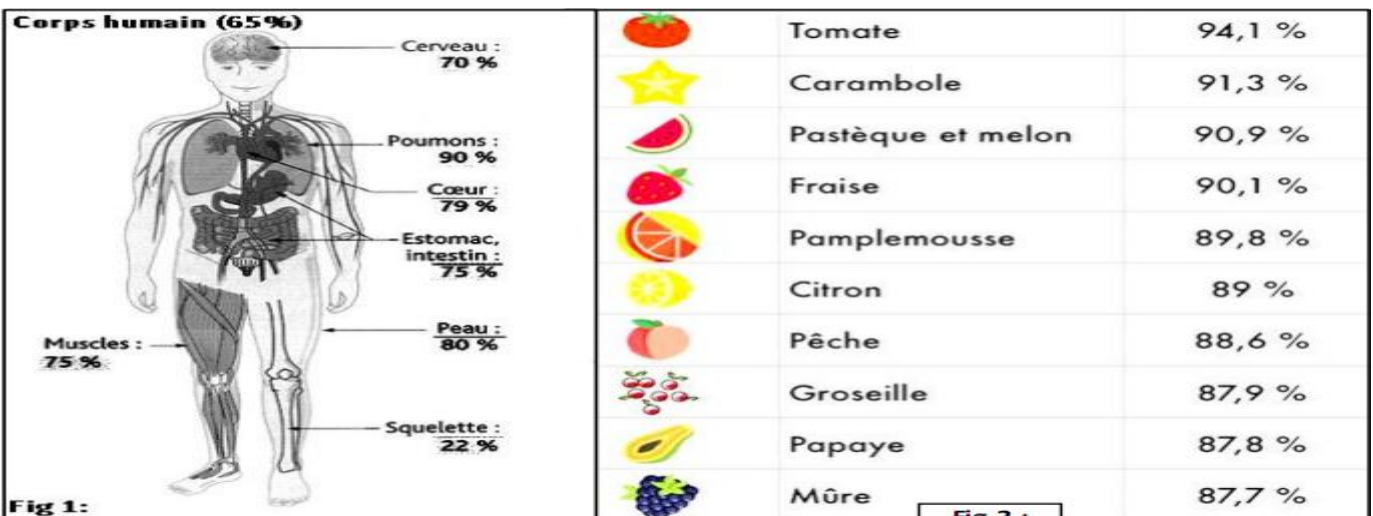 Corps humain (65%)
Cerveau :
70 %
Poumons :
90 %
Cœur :
79 %
Estomac,
intestin :
75 %
Peau :
80 %
Muscles :
75 %
Squelette :
22 %
Fig 1:
Tomate 94,1 %
Carambole 91,3 %
Pastèque et melon 90,9 %
Fraise 90,1 %
Pamplemousse 89,8 %
Citron 89 %
Pêche 88,6 %
Groseille 87,9 %
Papaye 87,8 %
Mûre 87,7 %